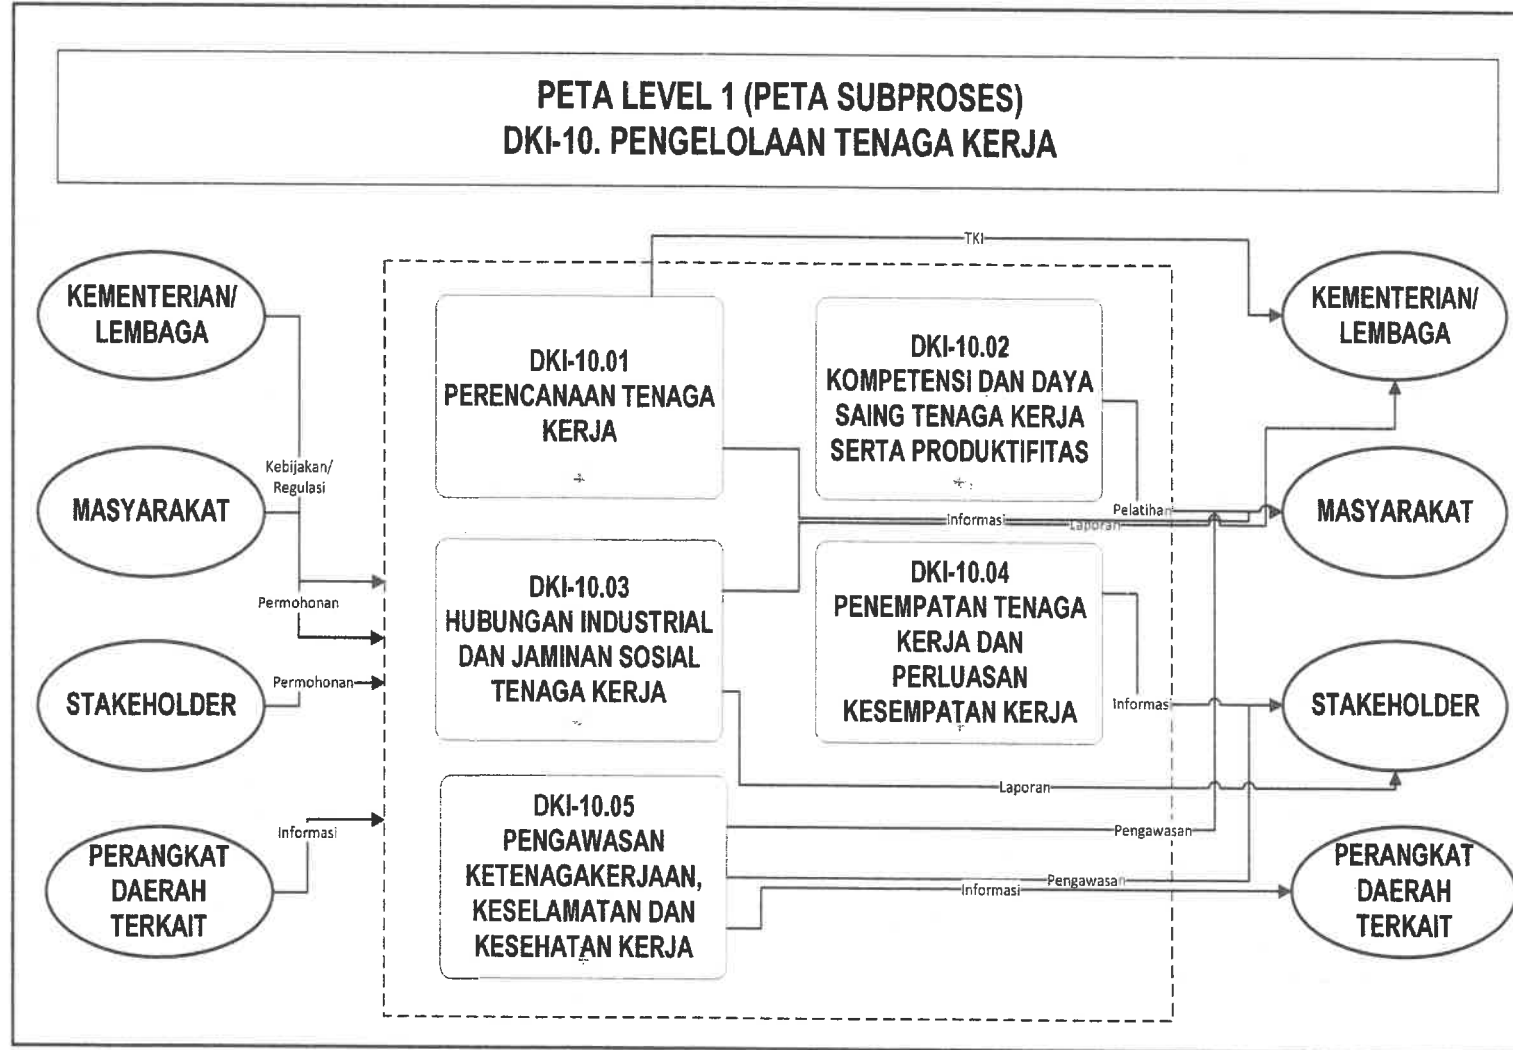 PETA LEVEL 1 (PETA SUBPROSES)
DKI-10. PENGELOLAAN TENAGA KERJA
KEMENTERIAN/
LEMBAGA
MASYARAKAT
STAKEHOLDER
PERANGKAT
DAERAH
TERKAIT
Kebijakan/
Regulasi
Permohonan
Permohonan
Informasi
TKI
DKI-10.01
PERENCANAAN TENAGA
KERJA
DKI-10.02
KOMPETENSI DAN DAYA
SAING TENAGA KERJA
SERTA PRODUKTIFITAS
DKI-10.03
HUBUNGAN INDUSTRIAL
DAN JAMINAN SOSIAL
TENAGA KERJA
DKI-10.04
PENEMPATAN TENAGA
KERJA DAN
PERLUASAN
KESEMPATAN KERJA
DKI-10.05
PENGAWASAN
KETENAGAKERJAAN,
KESELAMATAN DAN
KESEHATAN KERJA
Pelatihan
Informasi
Laporan
Informasi
Laporan
Pengawasan
Pengawasan
Informasi
KEMENTERIAN/
LEMBAGA
MASYARAKAT
STAKEHOLDER
PERANGKAT
DAERAH
TERKAIT